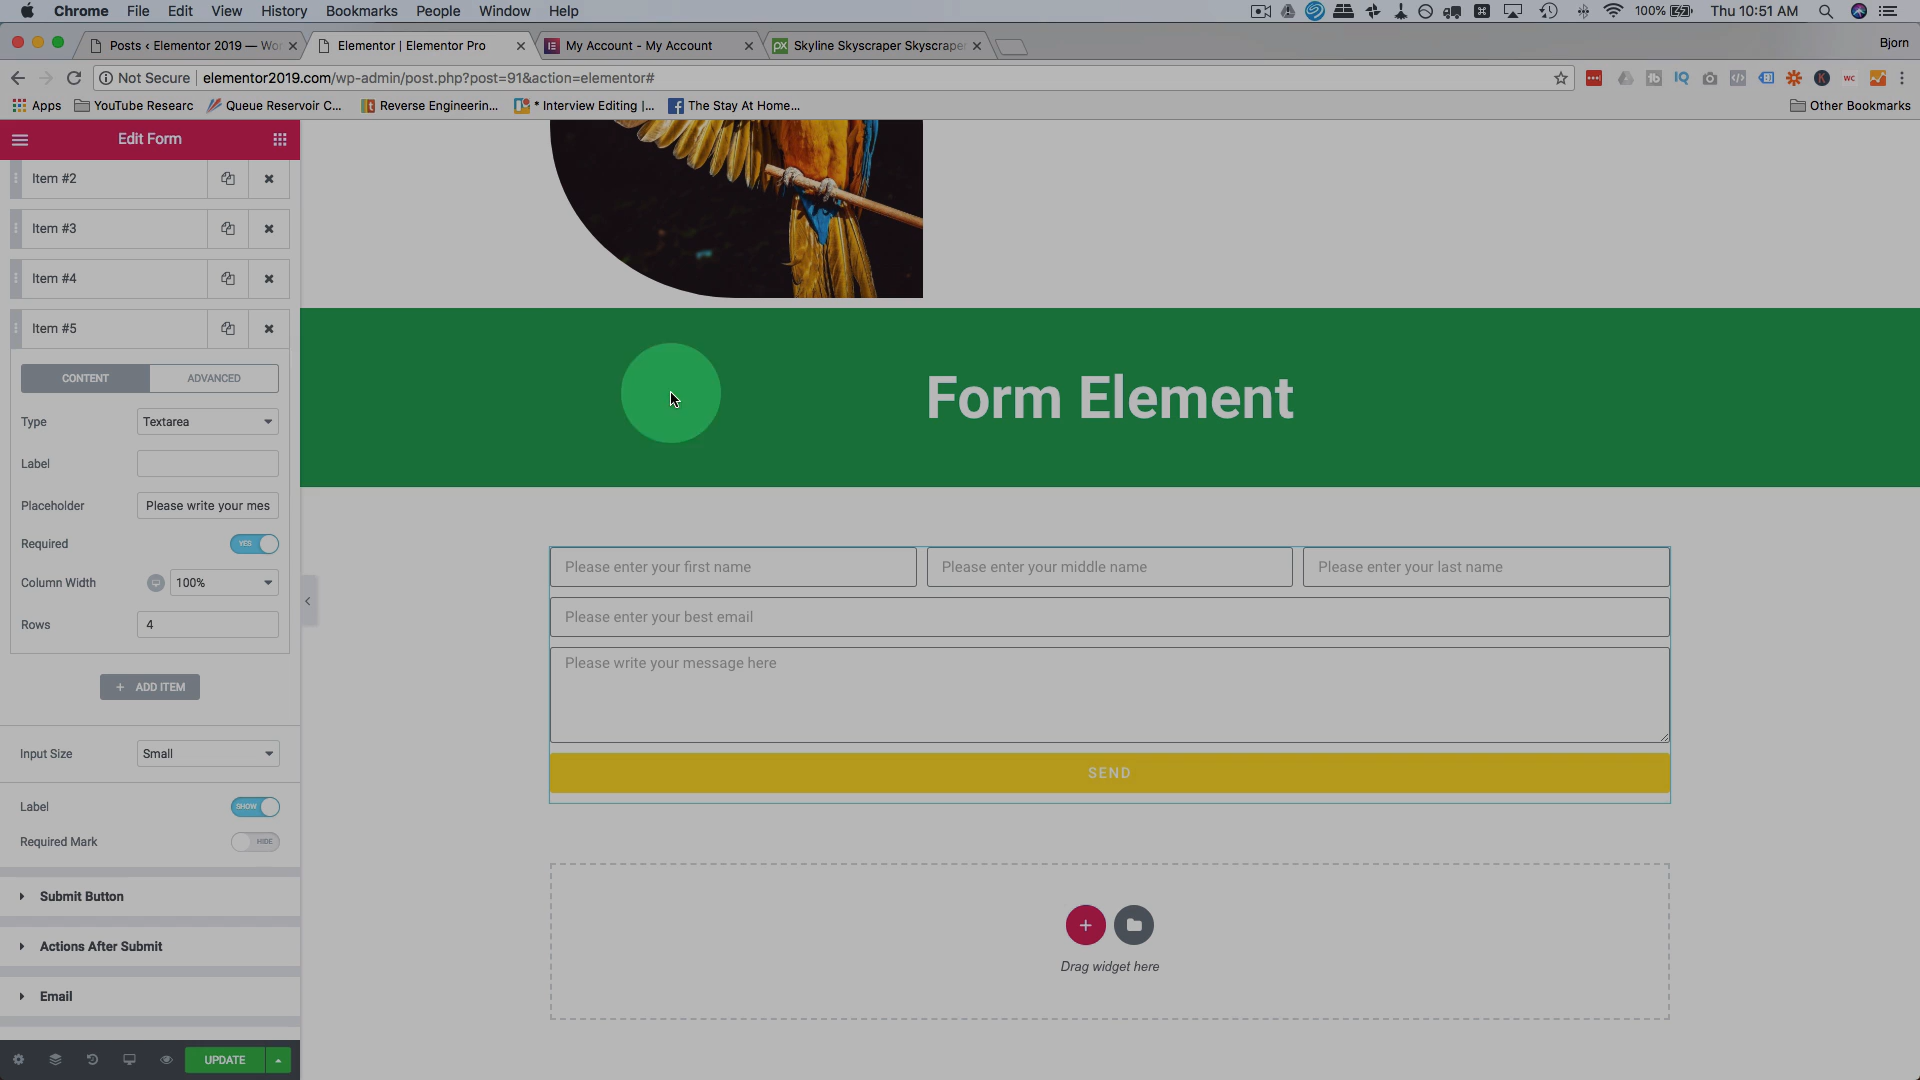 Chrome File Edit View History Bookmarks People Window Help 100% Thu 10:51 AM
Posts ‹ Elementor 2019 — Wor
Elementor | Elementor Pro
My Account - My Account
Skyline Skyscraper Skyscrape
Bjorn
Not Secure | elementor2019.com/wp-admin/post.php?post=91&action=elementor#
Apps YouTube Researc Queue Reservoir C... Reverse Engineerin... * Interview Editing |... The Stay At Home... Other Bookmarks
Edit Form
Item #2
Item #3
Item #4
Item #5
CONTENT ADVANCED
Type Textarea
Label
Placeholder Please write your mes
Required YES
Column Width 100%
Rows 4
+ ADD ITEM
Input Size Small
Label SHOW
Required Mark HIDE
Submit Button
Actions After Submit
Email
UPDATE
Form Element
Please enter your first name
Please enter your middle name
Please enter your last name
Please enter your best email
Please write your message here
SEND
Drag widget here